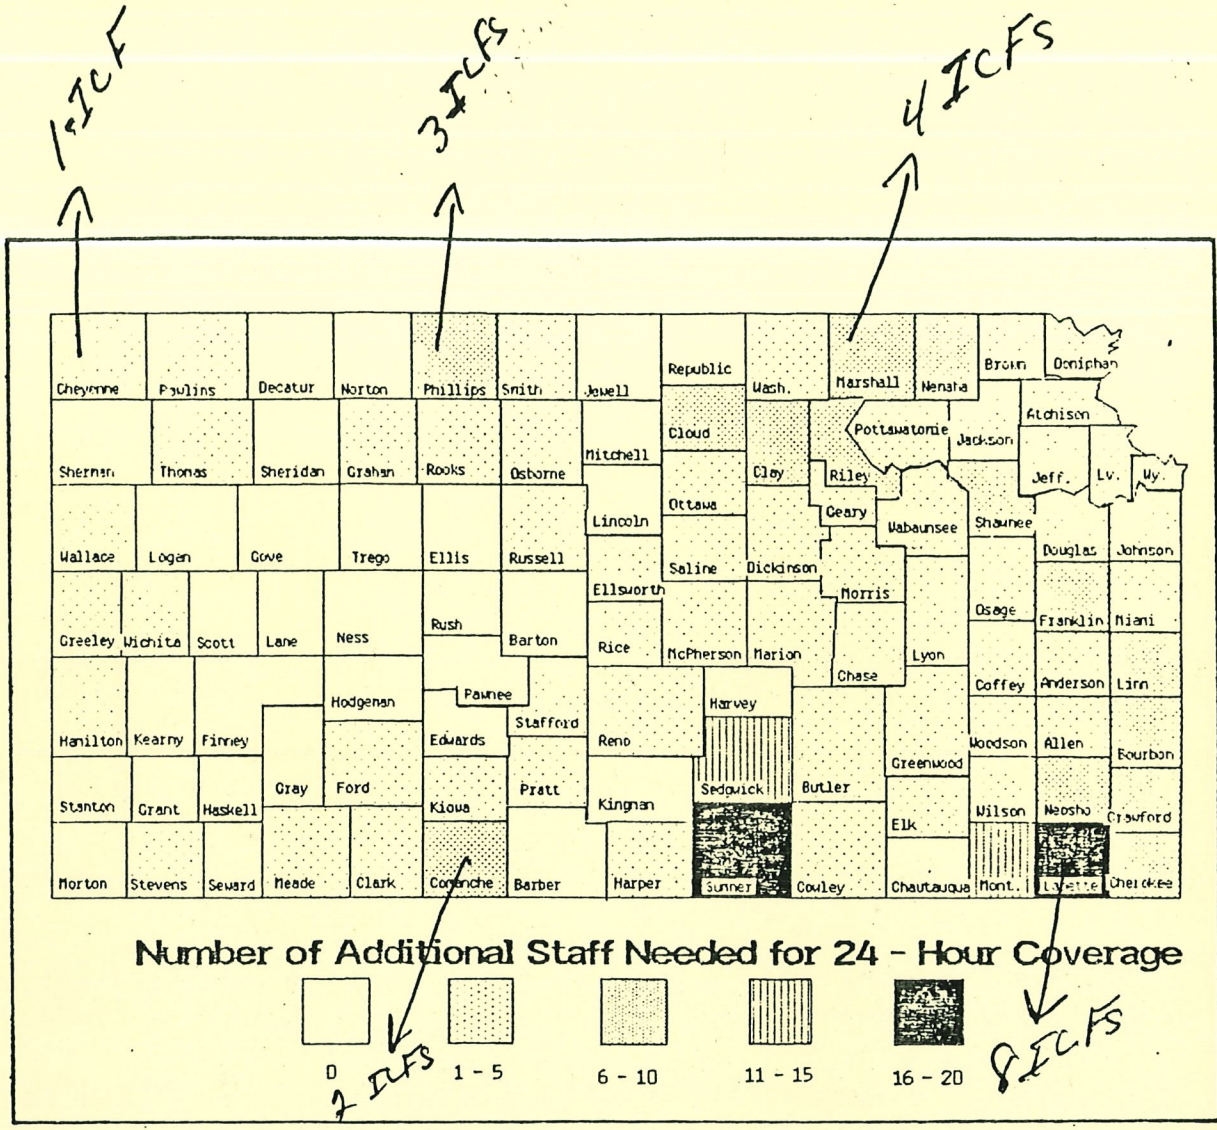 1-ICF
3 ICFS
4 ICFS
Cheyenne Decatur Norton Phillips Smith Jewell Republic Wash. Marshall Brown Doniphan
Sherman Thomas Sheridan Graham Rooks Osborne Mitchell Cloud Clay Riley Pottawatomie Jackson Atchison
Jeff. Lv. Wy.
Wallace Logan Gove Trego Ellis Russell Lincoln Ottawa Geary Wabaunsee Shawnee
Saline Dickinson Douglas Johnson
Ellsworth Morris
Greeley Wichita Scott Lane Ness Rush Barton Rice McPherson Marion Chase Lyon Osage Franklin Miami
Hodgeman Pawnee Stafford Harvey Coffey Anderson Linn
Hamilton Kearny Finney Edwards Reno Greenwood Woodson Allen Bourbon
Stanton Grant Haskell Gray Ford Kiowa Pratt Kingman Sedgwick Butler Elk Wilson Neosho Crawford
Morton Stevens Seward Meade Clark Comanche Barber Harper Sumner Cowley Chautauqua Mont. Cherokee
Number of Additional Staff Needed for 24 - Hour Coverage
0 1 - 5 6 - 10 11 - 15 16 - 20
2 ICFS
8 ICFS